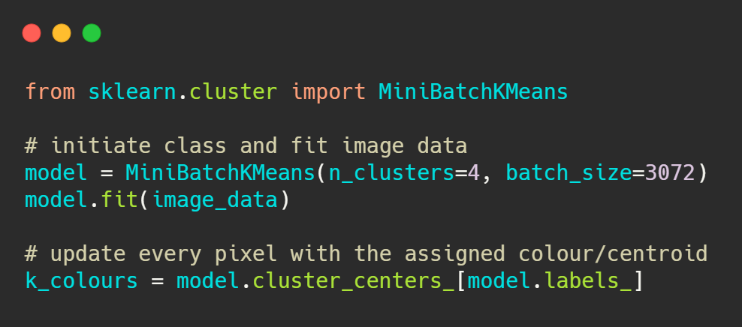 from sklearn.cluster import MiniBatchKMeans
# initiate class and fit image data
model = MiniBatchKMeans(n_clusters=4, batch_size=3072)
model.fit(image_data)
# update every pixel with the assigned colour/centroid
k_colours = model.cluster_centers_[model.labels_]